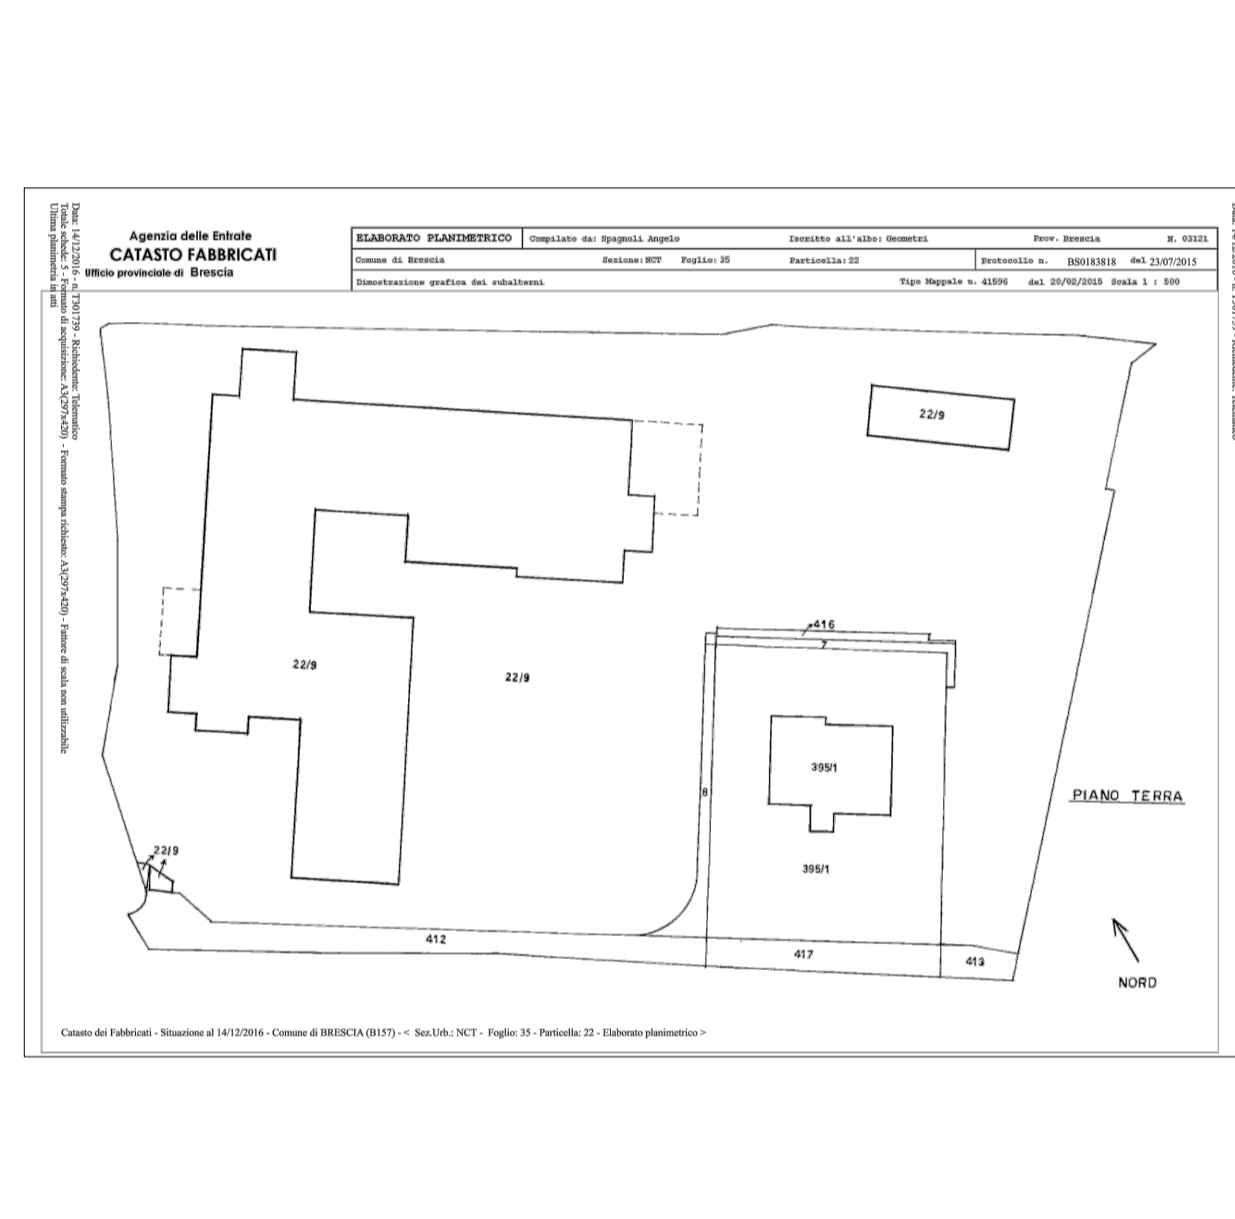 Agenzia delle Entrate
CATASTO FABBRICATI
Ufficio provinciale di Brescia
ELABORATO PLANIMETRICO
Compilato da: Spagnoli Angelo
Iscritto all'albo: Geometri
Prov. Brescia
N. 03121
Comune di Brescia
Sezione: NCT Foglio: 35
Particella: 22
Protocollo n. BS0183818 del 23/07/2015
Dimostrazione grafica dei subalterni
Tipo Mappale n. 41596 del 20/02/2015 Scala 1 : 500
Data: 14/12/2016 - n. T301739 - Richiedente: Telematico
Totale schede: 5 - Formato di acquisizione: A3(297x420) - Formato stampa richiesto: A3(297x420) - Fattore di scala non utilizzabile
Ultima planimetria in atti
22/9
416
7
22/9
22/9
395/1
8
PIANO TERRA
22/9
395/1
412
417
413
NORD
Catasto dei Fabbricati - Situazione al 14/12/2016 - Comune di BRESCIA (B157) - < Sez.Urb.: NCT - Foglio: 35 - Particella: 22 - Elaborato planimetrico >